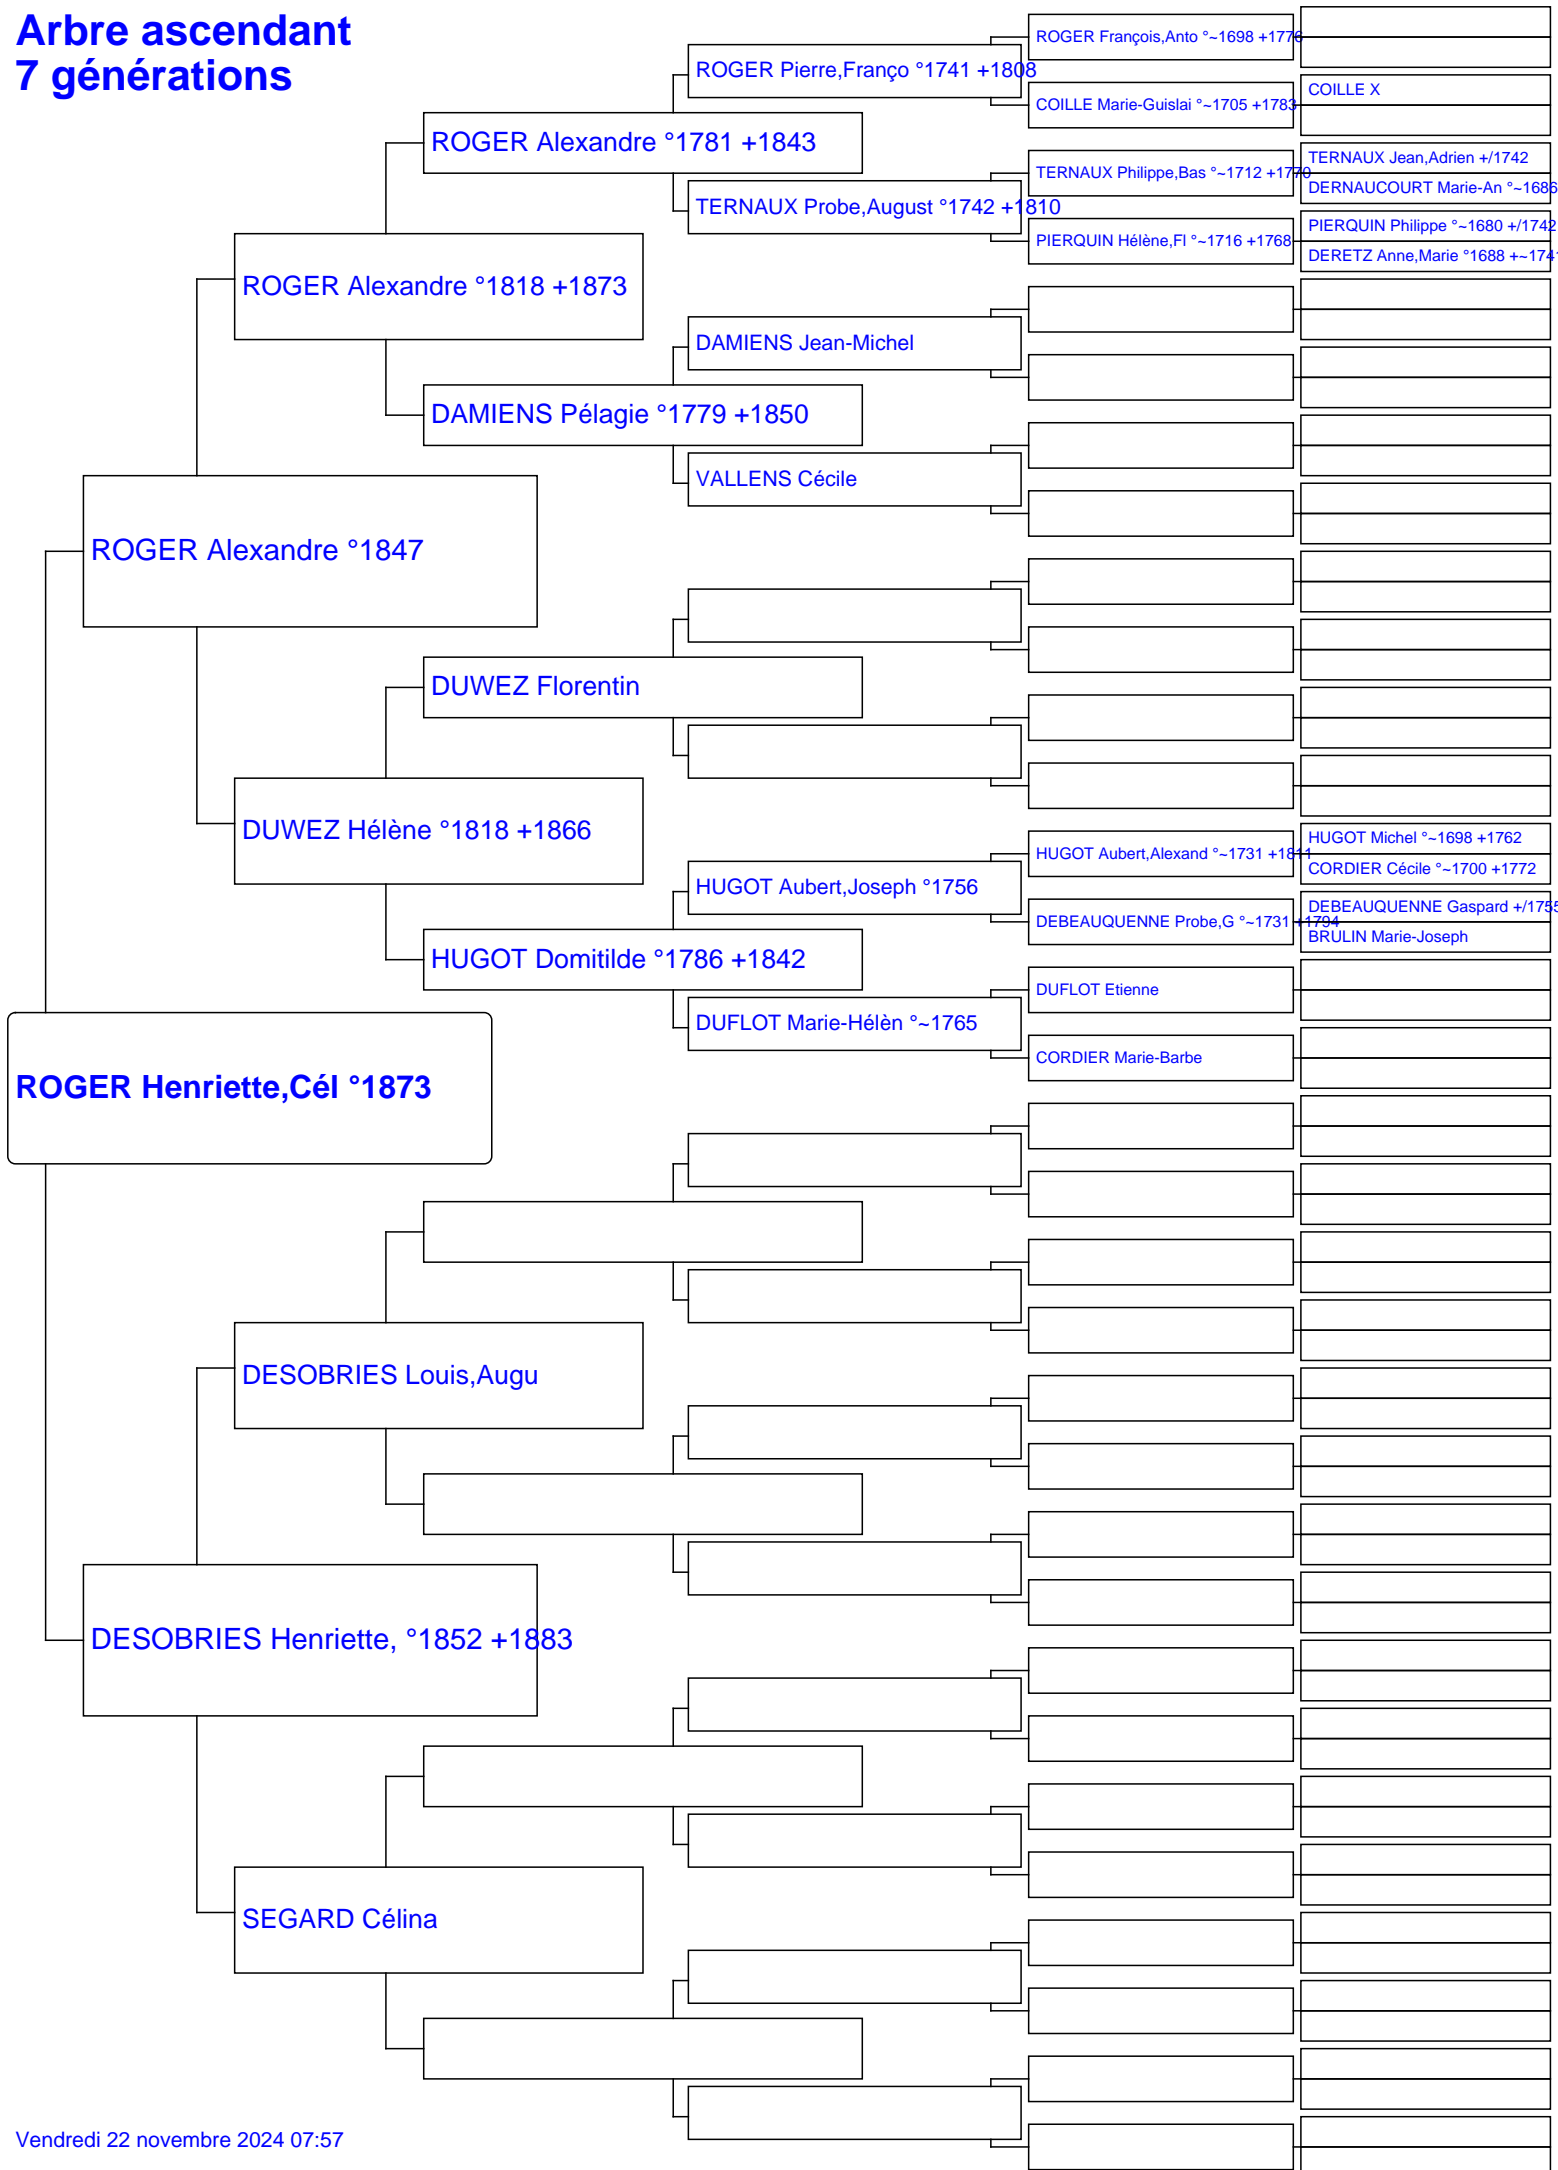 Arbre ascendant
7 générations
ROGER François,Anto °~1698 +1776
ROGER Pierre,Franço °1741 +1808
COILLE X
COILLE Marie-Guislai °~1705 +1783
ROGER Alexandre °1781 +1843
TERNAUX Jean,Adrien +/1742
TERNAUX Philippe,Bas °~1712 +1770
DERNAUCOURT Marie-An °~1686
TERNAUX Probe,August °1742 +1810
PIERQUIN Philippe °~1680 +/1742
PIERQUIN Hélène,Fl °~1716 +1768
DERETZ Anne,Marie °1688 +~1741
ROGER Alexandre °1818 +1873
DAMIENS Jean-Michel
DAMIENS Pélagie °1779 +1850
VALLENS Cécile
ROGER Alexandre °1847
DUWEZ Florentin
DUWEZ Hélène °1818 +1866
HUGOT Michel °~1698 +1762
HUGOT Aubert,Alexand °~1731 +1811
CORDIER Cécile °~1700 +1772
HUGOT Aubert,Joseph °1756
DEBEAUQUENNE Gaspard +/1755
DEBEAUQUENNE Probe,G °~1731 +1794
BRULIN Marie-Joseph
HUGOT Domitilde °1786 +1842
DUFLOT Etienne
DUFLOT Marie-Hélèn °~1765
CORDIER Marie-Barbe
ROGER Henriette,Cél °1873
DESOBRIES Louis,Augu
DESOBRIES Henriette, °1852 +1883
SEGARD Célina
Vendredi 22 novembre 2024 07:57